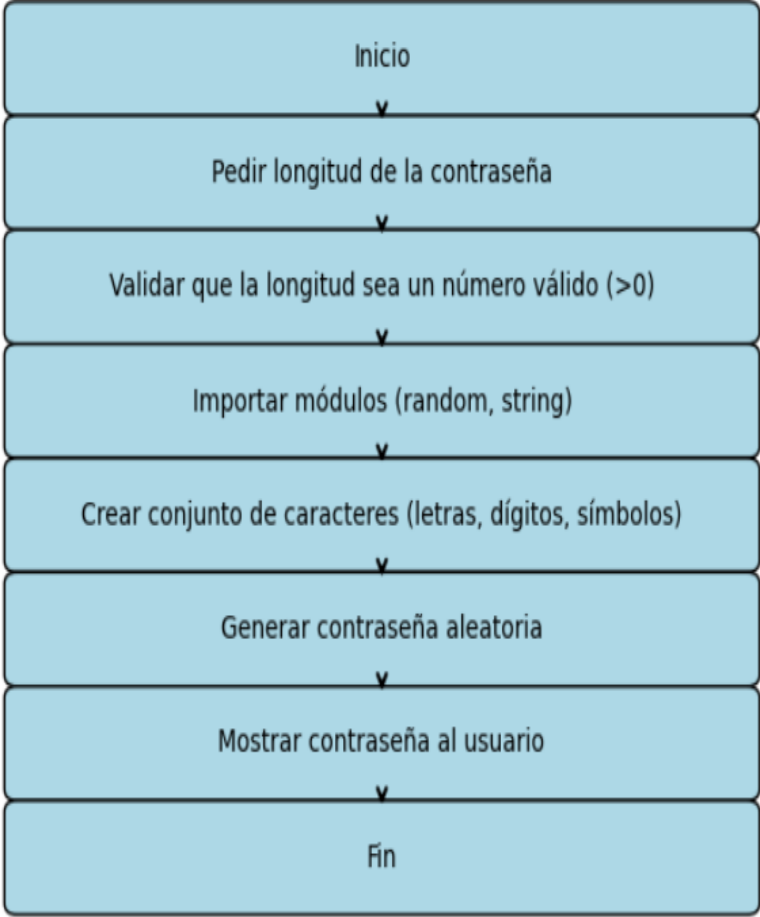 Inicio
Pedir longitud de la contraseña
Validar que la longitud sea un número válido (>0)
Importar módulos (random, string)
Crear conjunto de caracteres (letras, dígitos, símbolos)
Generar contraseña aleatoria
Mostrar contraseña al usuario
Fin